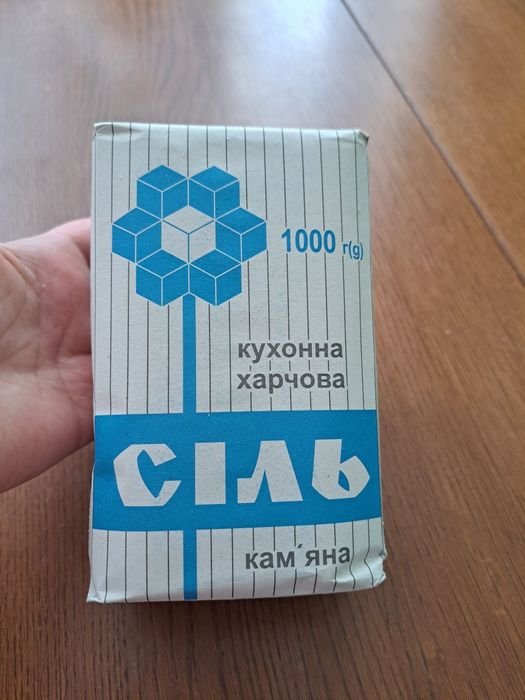 1000 г(g)
кухонна
харчова
сіль
кам´яна